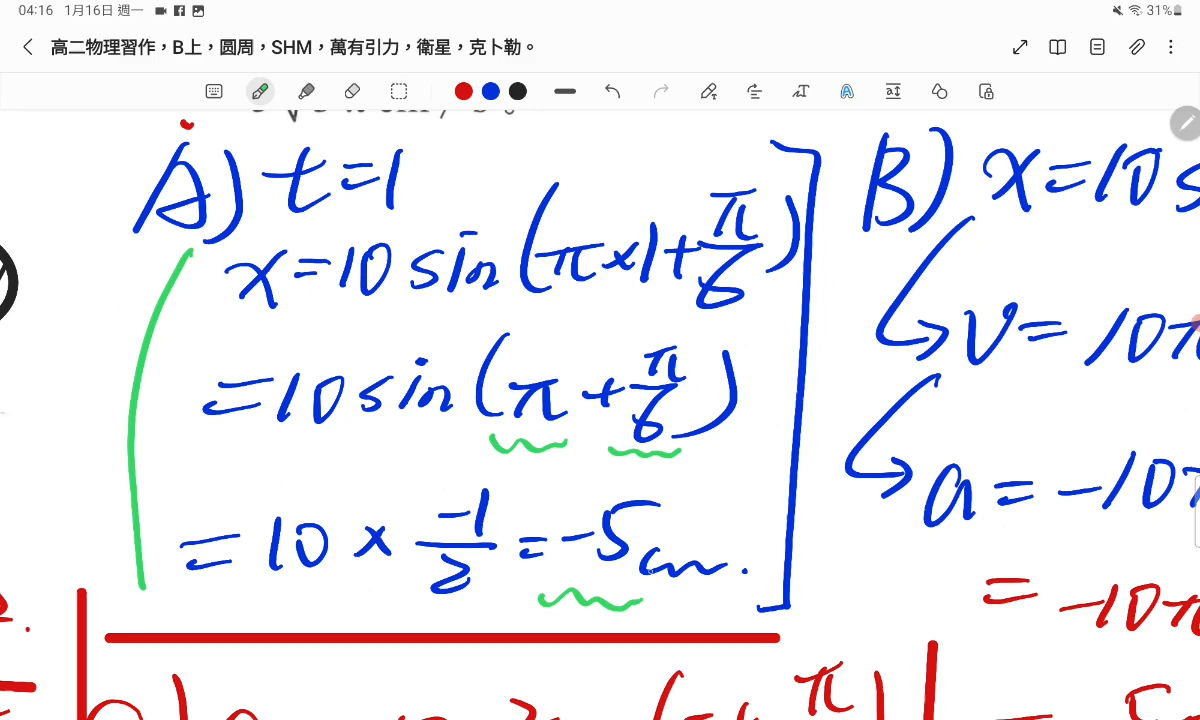 04:16 1月16日 週一 31%
高二物理習作，B上，圓周，SHM，萬有引力，衛星，克卜勒。
A) t=1
x=10 sin(π×1+π/6)
=10 sin(π+π/6)
=10×-1/2=-5cm.
B) x=10 s
v=10π
a=-10π
=-10π